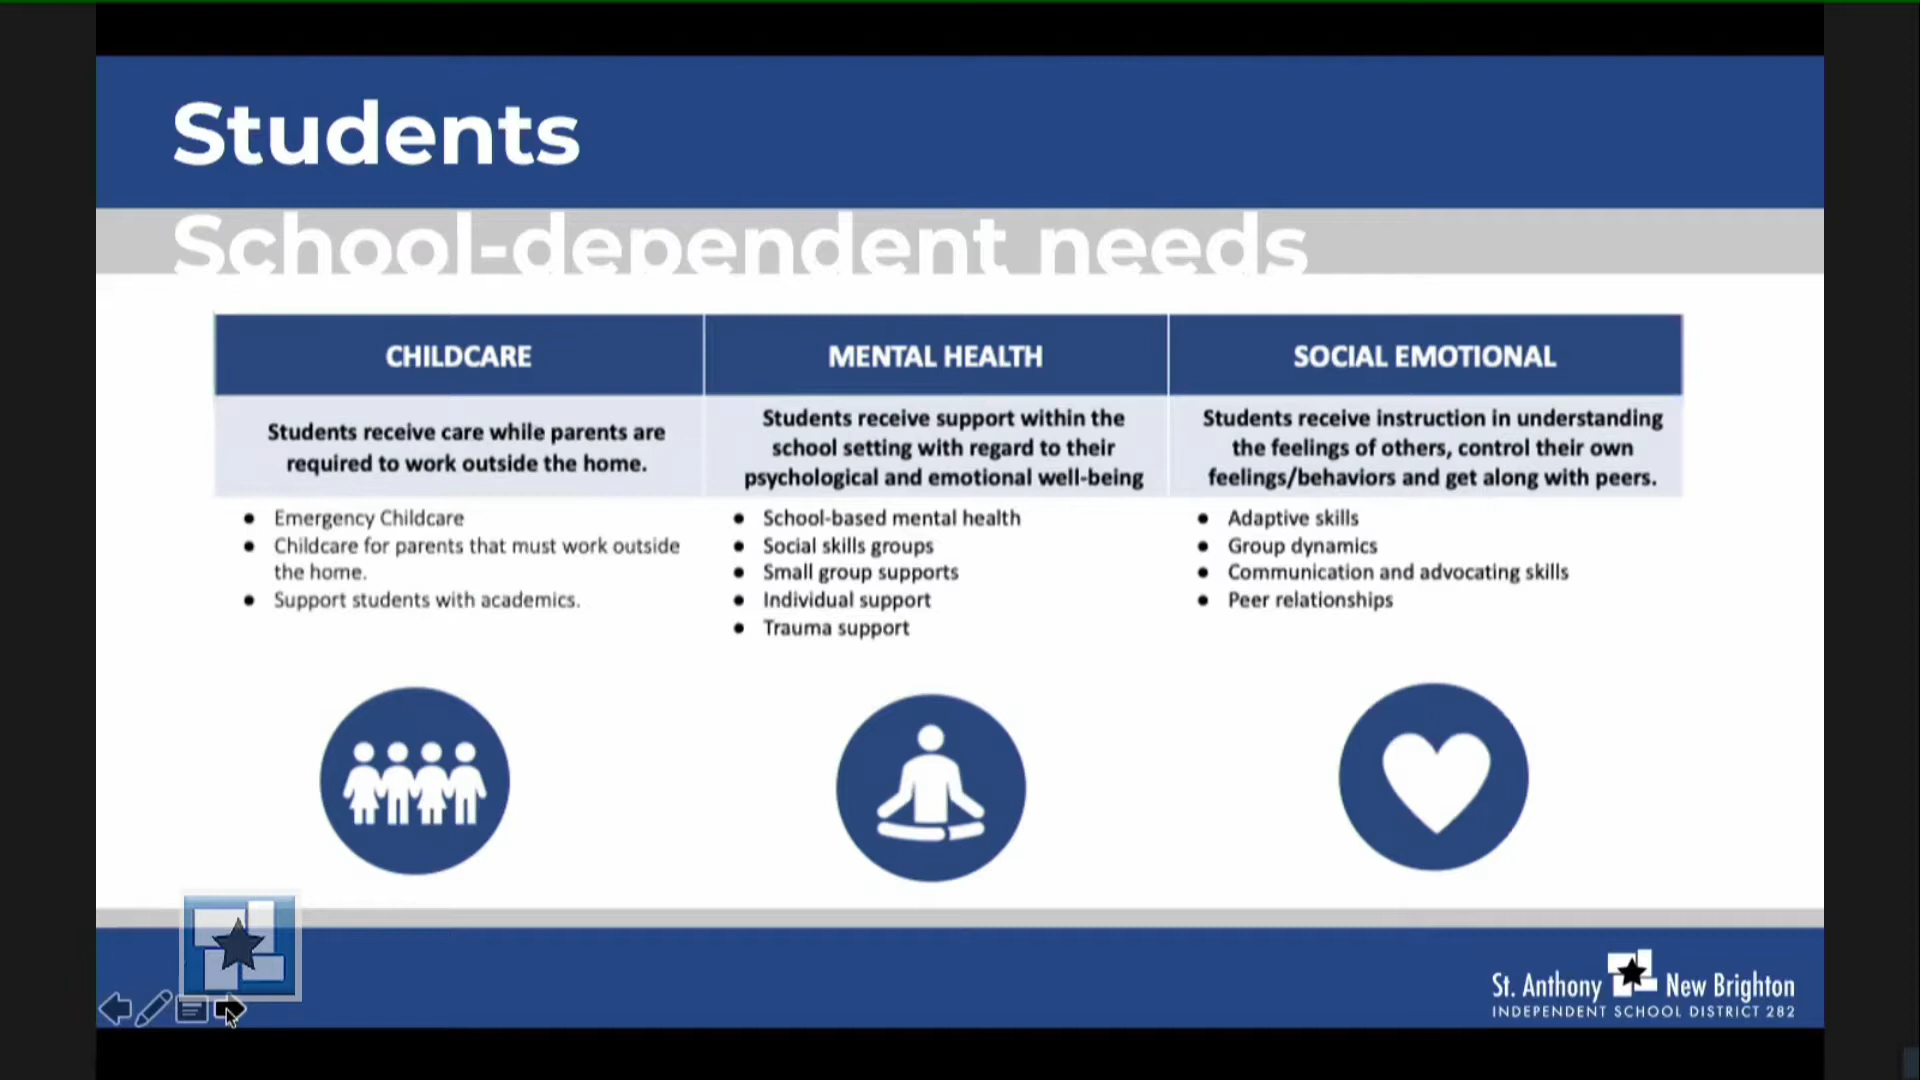 Students
School-dependent needs
CHILDCARE
Students receive care while parents are
required to work outside the home.
● Emergency Childcare
● Childcare for parents that must work outside
the home.
● Support students with academics.
MENTAL HEALTH
Students receive support within the
school setting with regard to their
psychological and emotional well-being
● School-based mental health
● Social skills groups
● Small group supports
● Individual support
● Trauma support
SOCIAL EMOTIONAL
Students receive instruction in understanding
the feelings of others, control their own
feelings/behaviors and get along with peers.
● Adaptive skills
● Group dynamics
● Communication and advocating skills
● Peer relationships
St. Anthony New Brighton
INDEPENDENT SCHOOL DISTRICT 282